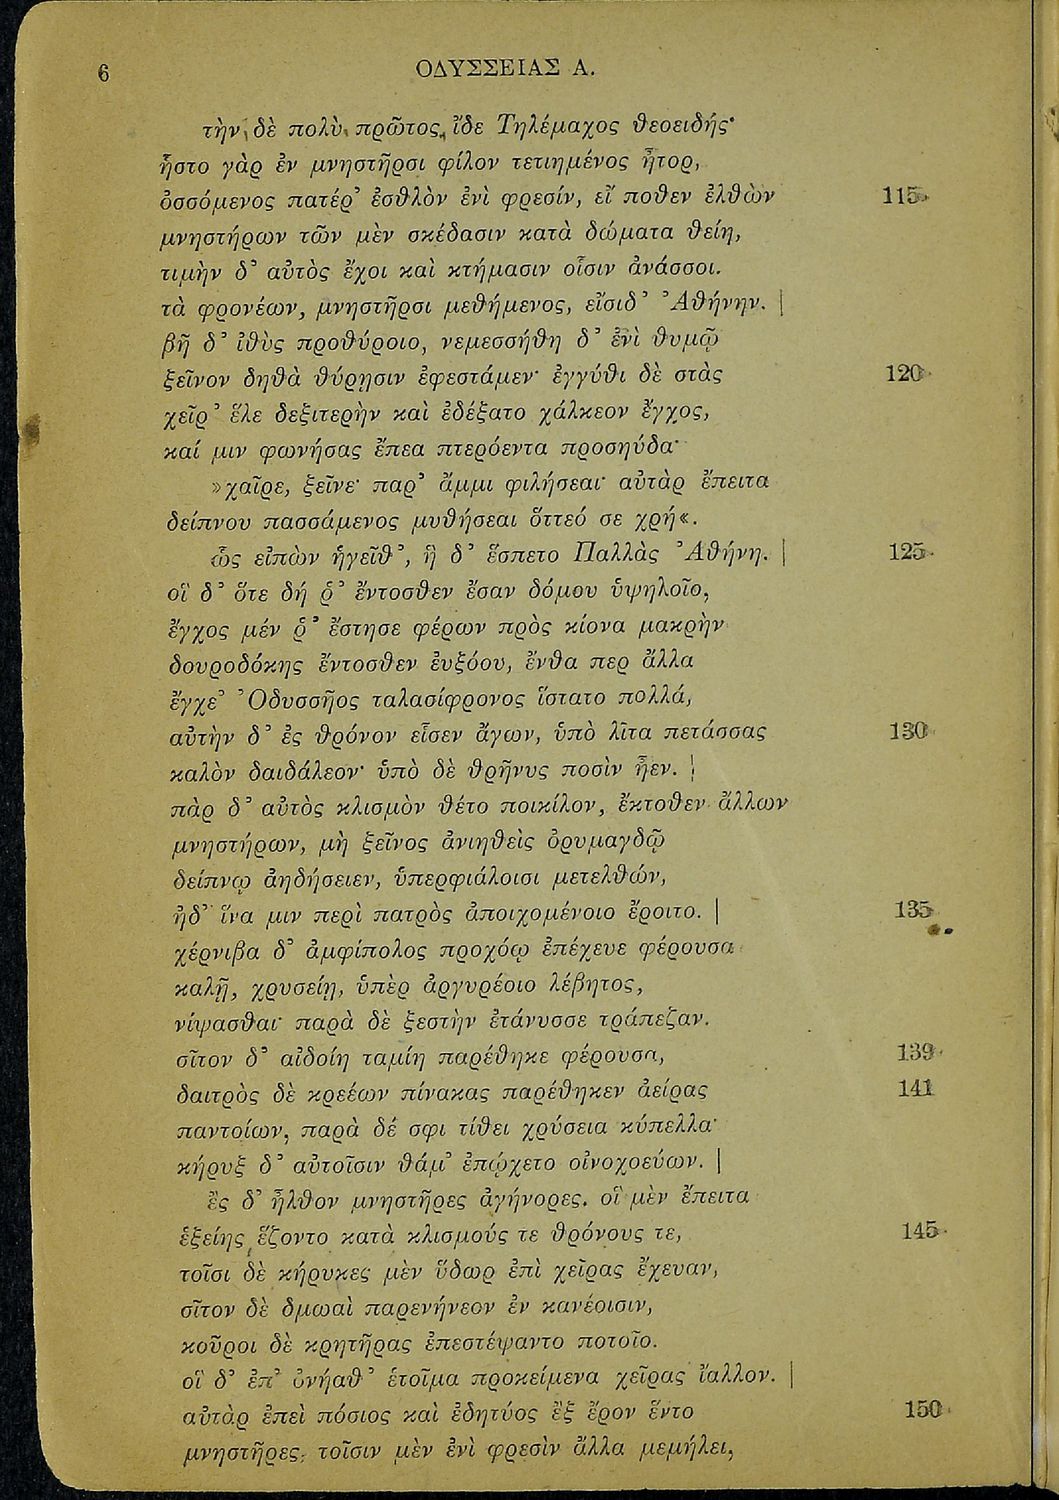 6 ΟΔΥΣΣΕΙΑΣ Α.
τὴν δὲ πολὺ πρῶτος ἴδε Τηλέμαχος θεοειδής·
ἧστο γὰρ ἐν μνηστῆρσι φίλον τετιημένος ἦτορ,
ὀσσόμενος πατέρ᾽ ἐσθλὸν ἐνὶ φρεσίν, εἴ ποθεν ἐλθὼν 115
μνηστήρων τῶν μὲν σκέδασιν κατὰ δώματα θείη,
τιμὴν δ᾽ αὐτὸς ἔχοι καὶ κτήμασιν οἷσιν ἀνάσσοι.
τὰ φρονέων, μνηστῆρσι μεθήμενος, εἴσιδ᾽ Ἀθήνην. |
βῆ δ᾽ ἰθὺς προθύροιο, νεμεσσήθη δ᾽ ἐνὶ θυμῷ
ξεῖνον δηθὰ θύρῃσιν ἐφεστάμεν· ἐγγύθι δὲ στὰς 120
χεῖρ᾽ ἕλε δεξιτερὴν καὶ ἐδέξατο χάλκεον ἔγχος,
καί μιν φωνήσας ἔπεα πτερόεντα προσηύδα·
»χαῖρε, ξεῖνε· παρ᾽ ἄμμι φιλήσεαι· αὐτὰρ ἔπειτα
δείπνου πασσάμενος μυθήσεαι ὅττεό σε χρή«.
ὣς εἰπὼν ἡγεῖθ᾽, ἣ δ᾽ ἕσπετο Παλλὰς Ἀθήνη. | 125
οἳ δ᾽ ὅτε δή ῥ᾽ ἔντοσθεν ἔσαν δόμου ὑψηλοῖο,
ἔγχος μέν ῥ᾽ ἔστησε φέρων πρὸς κίονα μακρὴν
δουροδόκης ἔντοσθεν ἐυξόου, ἔνθα περ ἄλλα
ἔγχε᾽ Ὀδυσσῆος ταλασίφρονος ἵστατο πολλά,
αὐτὴν δ᾽ ἐς θρόνον εἷσεν ἄγων, ὑπὸ λῖτα πετάσσας 130
καλὸν δαιδάλεον· ὑπὸ δὲ θρῆνυς ποσὶν ἦεν. |
πὰρ δ᾽ αὐτὸς κλισμὸν θέτο ποικίλον, ἔκτοθεν ἄλλων
μνηστήρων, μὴ ξεῖνος ἀνιηθεὶς ὀρυμαγδῷ
δείπνῳ ἀηδήσειεν, ὑπερφιάλοισι μετελθών,
ἠδ᾽ ἵνα μιν περὶ πατρὸς ἀποιχομένοιο ἔροιτο. | 135
χέρνιβα δ᾽ ἀμφίπολος προχόῳ ἐπέχευε φέρουσα
καλῇ, χρυσείῃ, ὑπὲρ ἀργυρέοιο λέβητος,
νίψασθαι· παρὰ δὲ ξεστὴν ἐτάνυσσε τράπεζαν.
σῖτον δ᾽ αἰδοίη ταμίη παρέθηκε φέρουσα, 139
δαιτρὸς δὲ κρεέων πίνακας παρέθηκεν ἀείρας 141
παντοίων, παρὰ δέ σφι τίθει χρύσεια κύπελλα·
κῆρυξ δ᾽ αὐτοῖσιν θάμ᾽ ἐπῴχετο οἰνοχοεύων. |
ἐς δ᾽ ἦλθον μνηστῆρες ἀγήνορες. οἳ μὲν ἔπειτα
ἑξείης ἕζοντο κατὰ κλισμούς τε θρόνους τε, 145
τοῖσι δὲ κήρυκες μὲν ὕδωρ ἐπὶ χεῖρας ἔχευαν,
σῖτον δὲ δμωαὶ παρενήνεον ἐν κανέοισιν,
κοῦροι δὲ κρητῆρας ἐπεστέψαντο ποτοῖο.
οἳ δ᾽ ἐπ᾽ ὀνήαθ᾽ ἑτοῖμα προκείμενα χεῖρας ἴαλλον. |
αὐτὰρ ἐπεὶ πόσιος καὶ ἐδητύος ἐξ ἔρον ἕντο 150
μνηστῆρες, τοῖσιν μὲν ἐνὶ φρεσὶν ἄλλα μεμήλει,